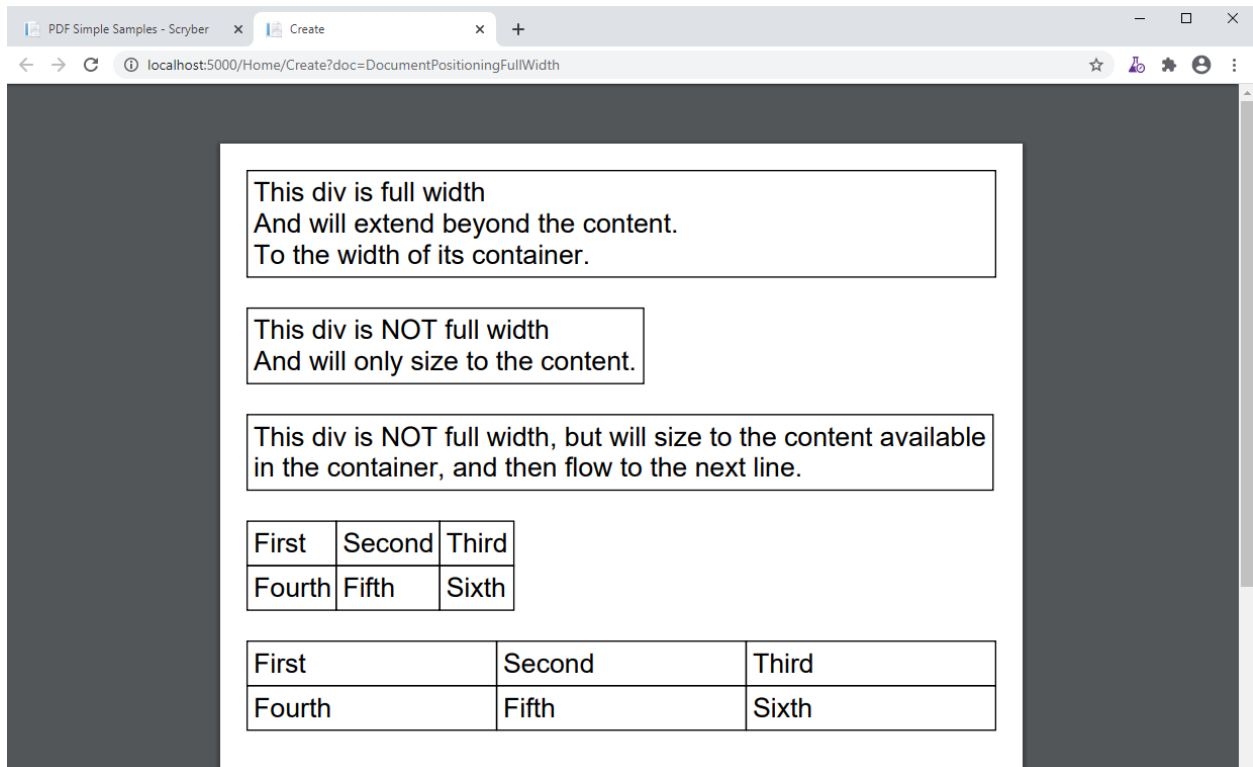 PDF Simple Samples - Scryber
Create
localhost:5000/Home/Create?doc=DocumentPositioningFullWidth
This div is full width
And will extend beyond the content.
To the width of its container.
This div is NOT full width
And will only size to the content.
This div is NOT full width, but will size to the content available
in the container, and then flow to the next line.
First Second Third
Fourth Fifth Sixth
First Second Third
Fourth Fifth Sixth